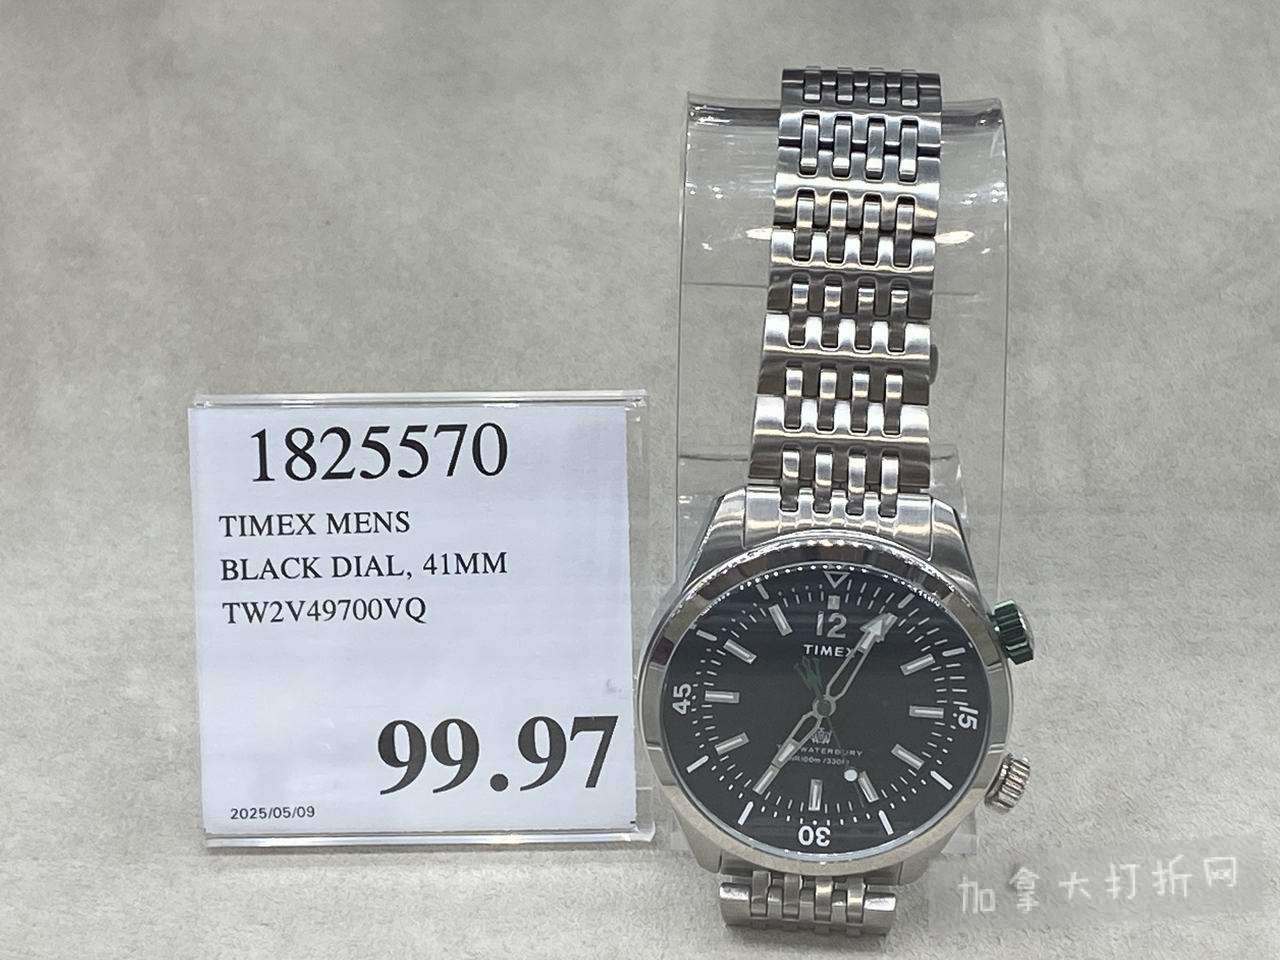 1825570
TIMEX MENS
BLACK DIAL, 41MM
TW2V49700VQ
99.97
2025/05/09
12
TIMEX
45
15
WATERBURY
30
加拿大打折网